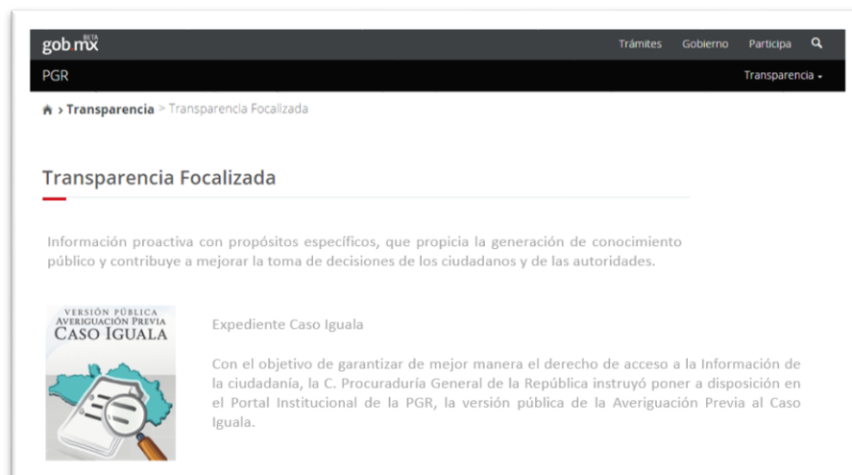 gob.mx BETA
Trámites Gobierno Participa
PGR
Transparencia
> Transparencia > Transparencia Focalizada
Transparencia Focalizada
Información proactiva con propósitos específicos, que propicia la generación de conocimiento
público y contribuye a mejorar la toma de decisiones de los ciudadanos y de las autoridades.
VERSIÓN PÚBLICA
AVERIGUACIÓN PREVIA
CASO IGUALA
Expediente Caso Iguala
Con el objetivo de garantizar de mejor manera el derecho de acceso a la Información de
la ciudadanía, la C. Procuraduría General de la República instruyó poner a disposición en
el Portal Institucional de la PGR, la versión pública de la Averiguación Previa al Caso
Iguala.